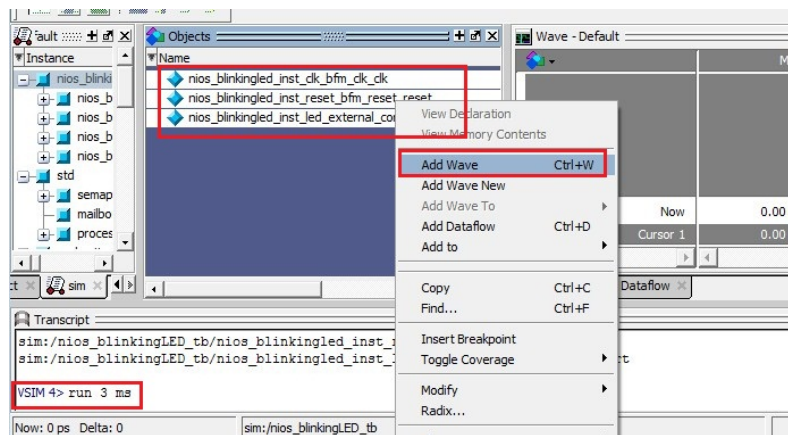 ault
Objects
Wave - Default
Instance
Name
nios_blinki
nios_b
nios_b
nios_b
nios_b
std
semap
mailbo
proces
nios_blinkingled_inst_clk_bfm_clk_clk
nios_blinkingled_inst_reset_bfm_reset_reset
nios_blinkingled_inst_led_external_co
View Declaration
View Memory Contents
Add Wave Ctrl+W
Add Wave New
Add Wave To
Add Dataflow Ctrl+D
Add to
Copy Ctrl+C
Find... Ctrl+F
Insert Breakpoint
Toggle Coverage
Modify
Radix...
M
Now 0.00
Cursor 1 0.00
ct
sim
Dataflow
Transcript
sim:/nios_blinkingLED_tb/nios_blinkingled_inst_
sim:/nios_blinkingLED_tb/nios_blinkingled_inst_
VSIM 4> run 3 ms
Now: 0 ps Delta: 0
sim:/nios_blinkingLED_tb